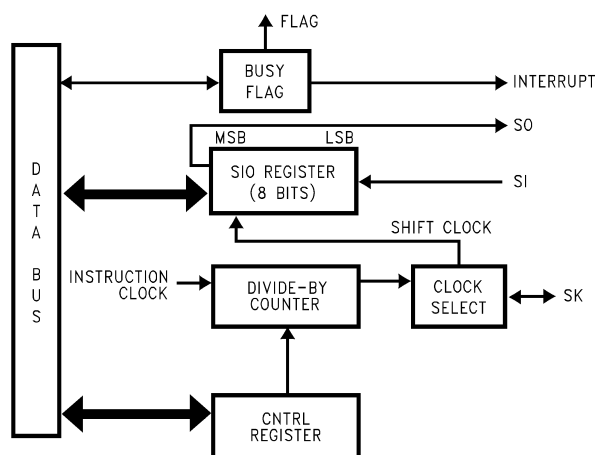 FLAG
BUSY
FLAG
INTERRUPT
SO
MSB
LSB
SIO REGISTER
(8 BITS)
SI
DATA BUS
SHIFT CLOCK
INSTRUCTION
CLOCK
DIVIDE-BY
COUNTER
CLOCK
SELECT
SK
CNTRL
REGISTER